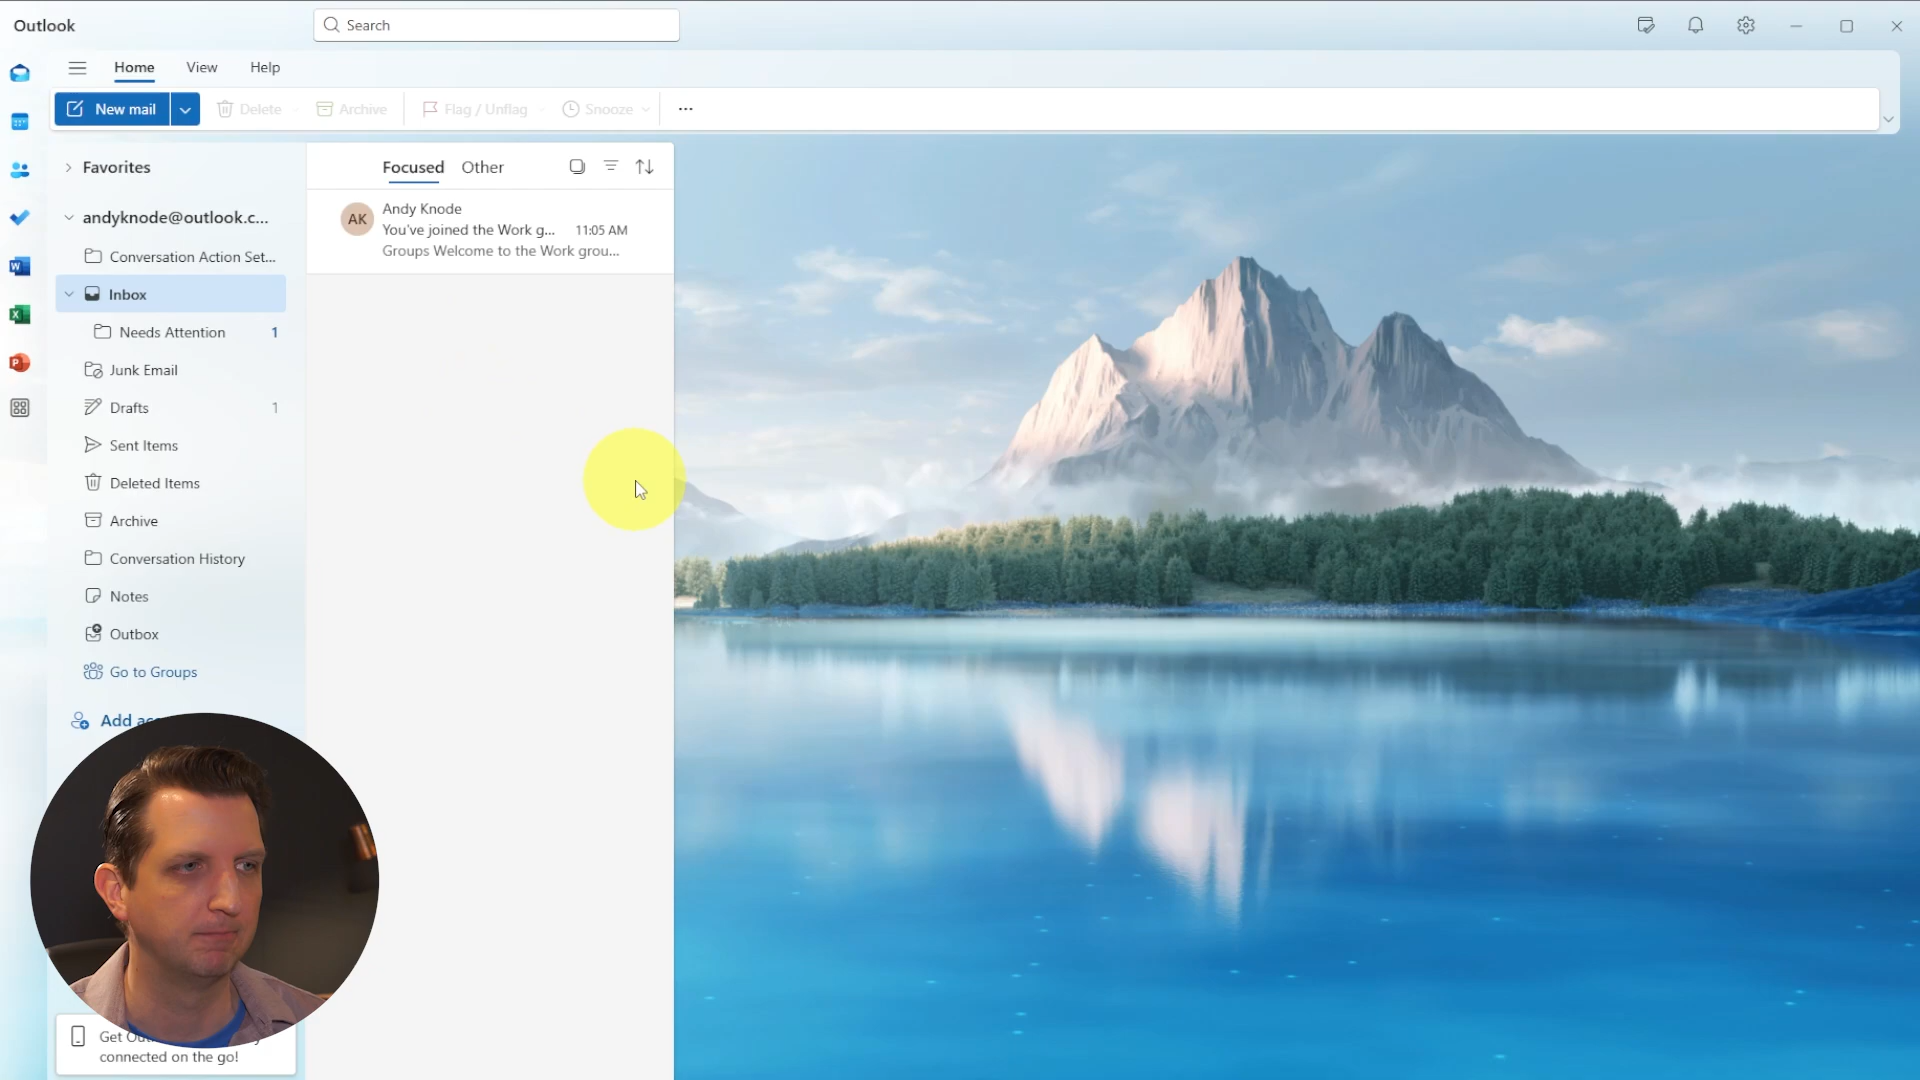 Outlook
Search
Home View Help
New mail Delete Archive Flag / Unflag Snooze ...
Favorites
Focused Other
andyknode@outlook.c...
AK
Andy Knode
You've joined the Work g... 11:05 AM
Groups Welcome to the Work grou...
Conversation Action Set...
Inbox
Needs Attention 1
W
X
Junk Email
P
Drafts 1
Sent Items
Deleted Items
Archive
Conversation History
Notes
Outbox
Go to Groups
Add
Get
connected on the go!